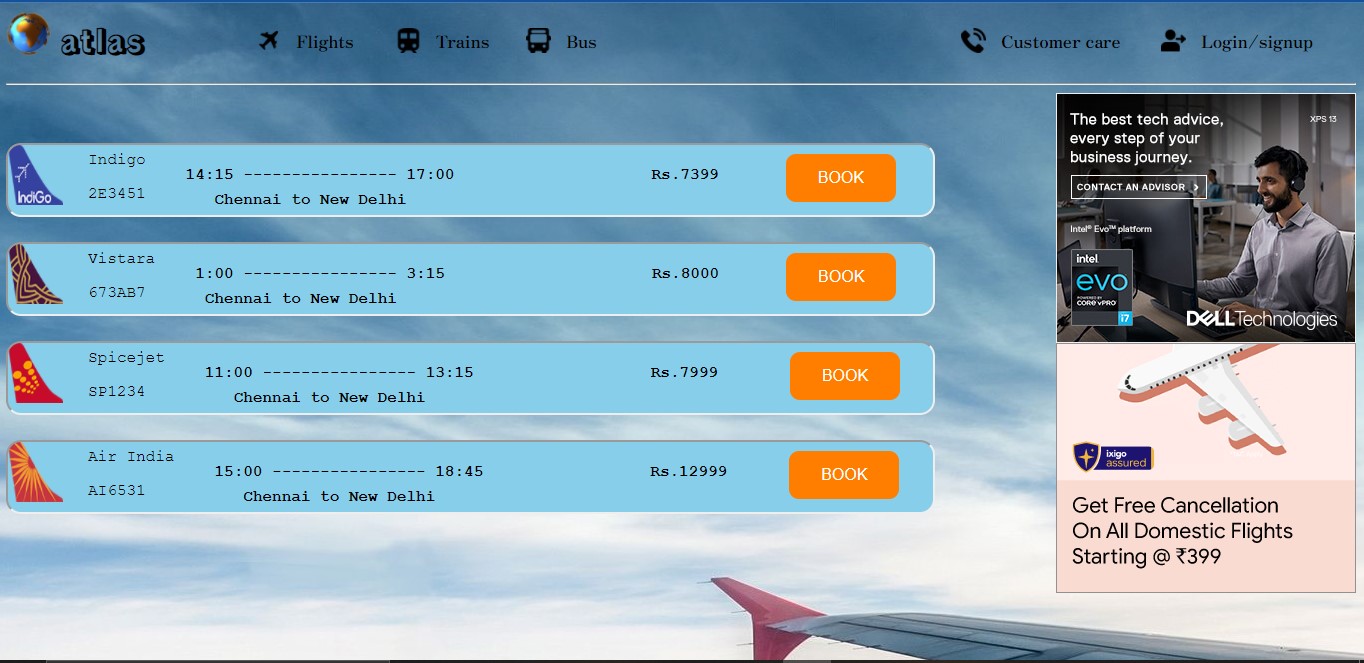 atlas Flights Trains Bus Customer care Login/signup
Indigo
14:15 ---------------- 17:00 Rs.7399 BOOK
IndiGo 2E3451
Chennai to New Delhi
Vistara
1:00 ---------------- 3:15 Rs.8000 BOOK
673AB7
Chennai to New Delhi
Spicejet
11:00 ---------------- 13:15 Rs.7999 BOOK
SP1234
Chennai to New Delhi
Air India
15:00 ---------------- 18:45 Rs.12999 BOOK
AI6531
Chennai to New Delhi
The best tech advice, XPS 13
every step of your
business journey.
CONTACT AN ADVISOR >
Intel® Evo™ platform
intel
evo
POWERED BY
CORE vPRO
i7
DELLTechnologies
ixigo
assured
Get Free Cancellation
On All Domestic Flights
Starting @ ₹399